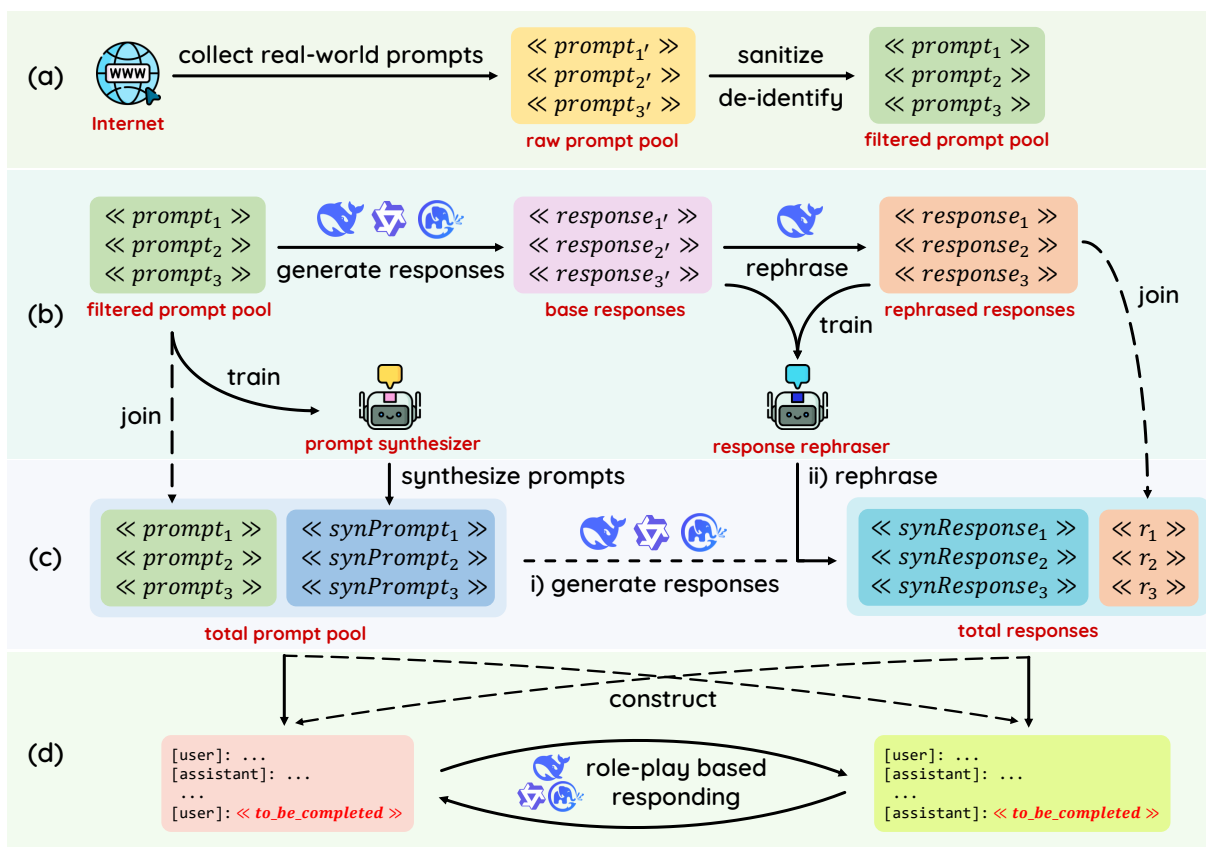 (a)
WWW
Internet
collect real-world prompts
≪ prompt₁′ ≫
≪ prompt₂′ ≫
≪ prompt₃′ ≫
raw prompt pool
sanitize
de-identify
≪ prompt₁ ≫
≪ prompt₂ ≫
≪ prompt₃ ≫
filtered prompt pool
(b)
≪ prompt₁ ≫
≪ prompt₂ ≫
≪ prompt₃ ≫
filtered prompt pool
generate responses
≪ response₁′ ≫
≪ response₂′ ≫
≪ response₃′ ≫
base responses
rephrase
≪ response₁ ≫
≪ response₂ ≫
≪ response₃ ≫
rephrased responses
join
train
train
join
prompt synthesizer
response rephraser
synthesize prompts
ii) rephrase
(c)
≪ prompt₁ ≫
≪ prompt₂ ≫
≪ prompt₃ ≫
≪ synPrompt₁ ≫
≪ synPrompt₂ ≫
≪ synPrompt₃ ≫
total prompt pool
i) generate responses
≪ synResponse₁ ≫
≪ synResponse₂ ≫
≪ synResponse₃ ≫
≪ r₁ ≫
≪ r₂ ≫
≪ r₃ ≫
total responses
construct
(d)
[user]: ...
[assistant]: ...
...
[user]: ≪ to_be_completed ≫
role-play based
responding
[user]: ...
[assistant]: ...
...
[assistant]: ≪ to_be_completed ≫